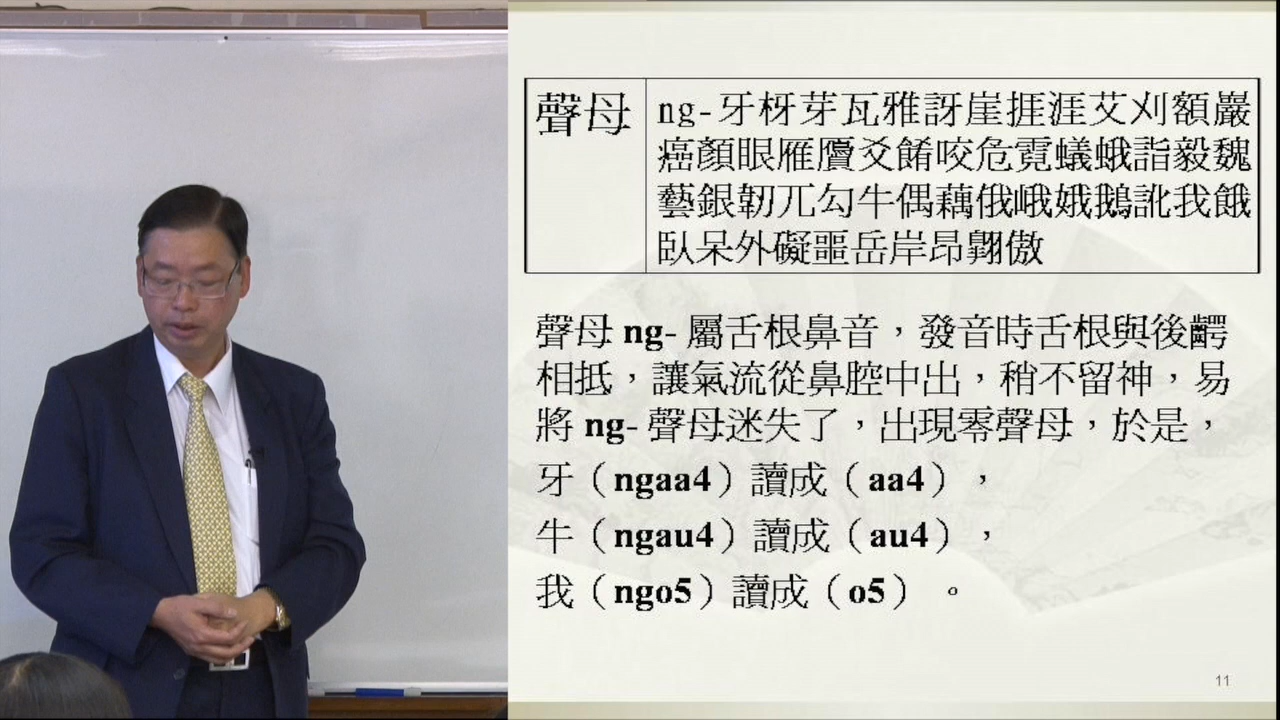 聲母
ng-牙枒芽瓦雅訝崖捱涯艾刈額巖
癌顏眼雁贗爻餚咬危霓蟻蛾詣毅魏
藝銀韌兀勾牛偶藕俄峨娥鵝訛我餓
臥呆外礙噩岳岸昂翺傲
聲母 ng- 屬舌根鼻音，發音時舌根與後齶
相抵，讓氣流從鼻腔中出，稍不留神，易
將 ng- 聲母迷失了，出現零聲母，於是，
牙（ngaa4）讀成（aa4），
牛（ngau4）讀成（au4），
我（ngo5）讀成（o5）。
11